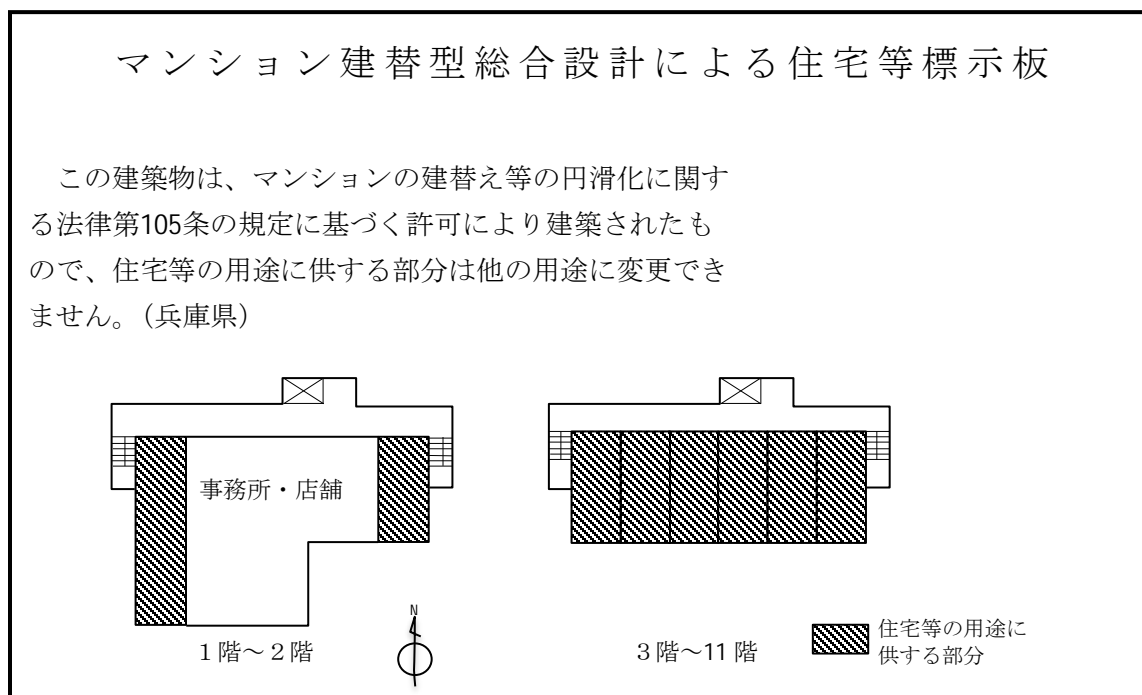 マンション建替型総合設計による住宅等標示板
この建築物は、マンションの建替え等の円滑化に関す
る法律第105条の規定に基づく許可により建築されたも
ので、住宅等の用途に供する部分は他の用途に変更でき
ません。（兵庫県）
事務所・店舗
N
１階～２階
３階～11 階
住宅等の用途に
供する部分